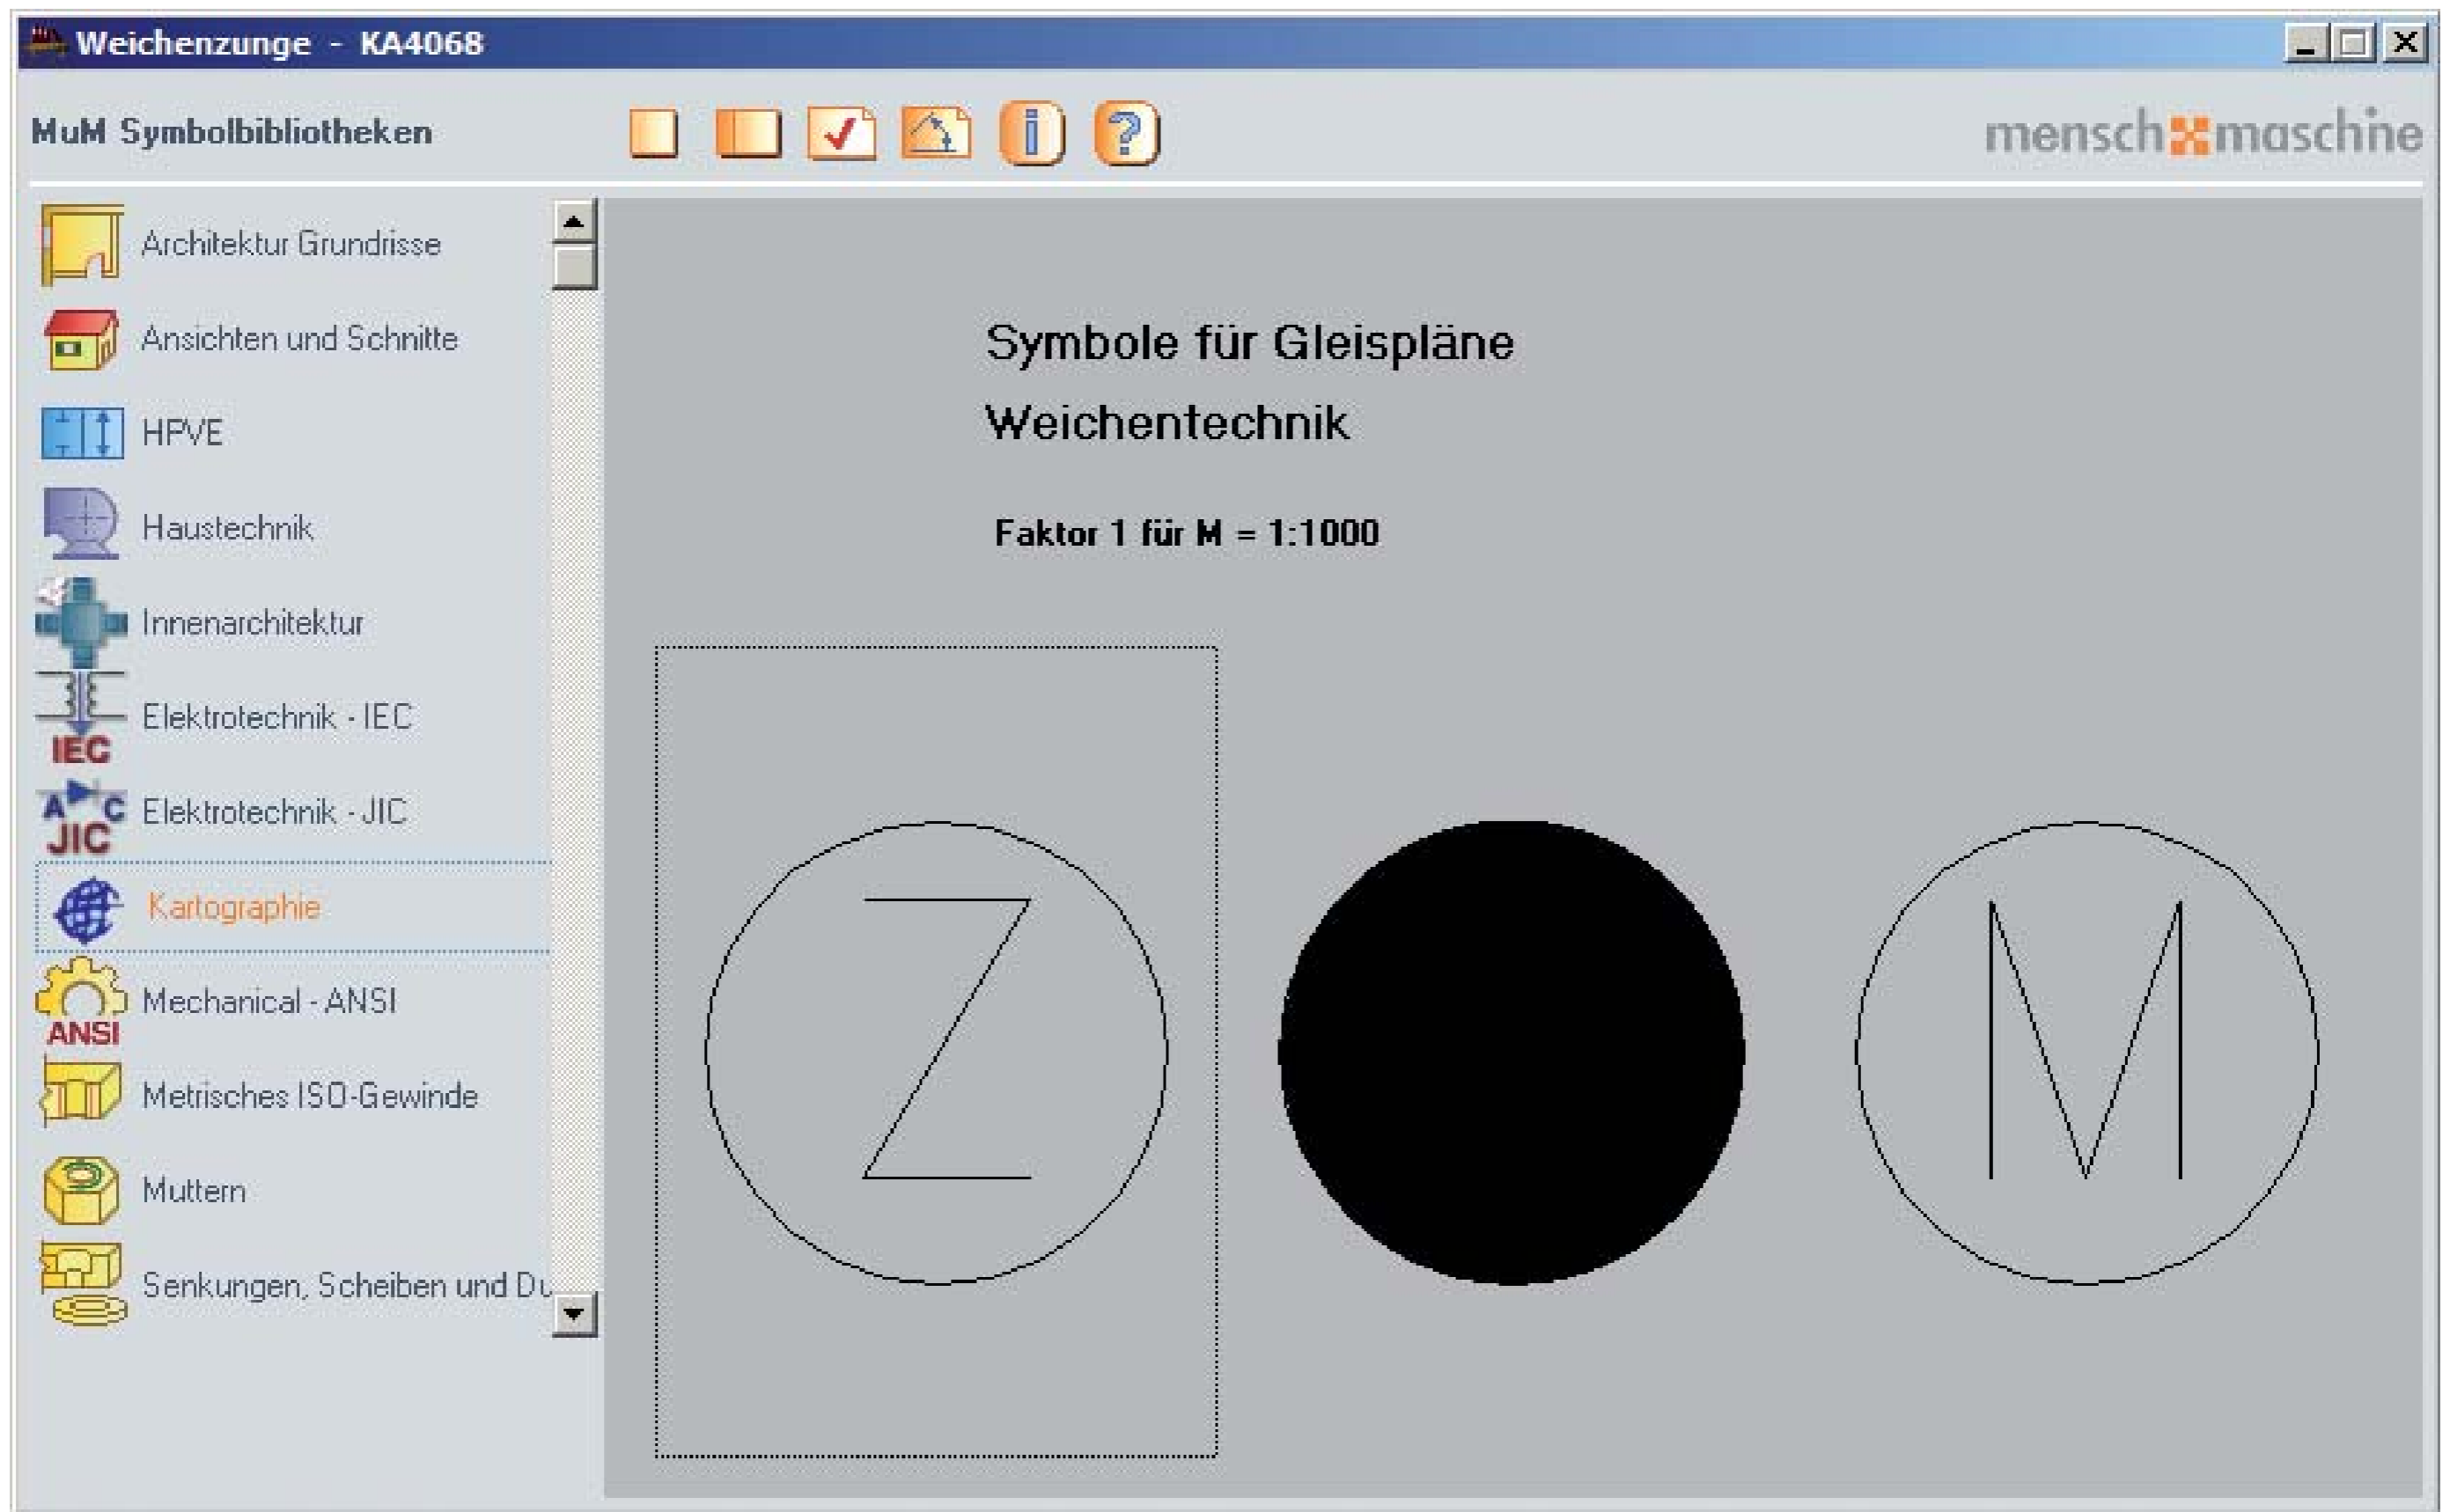 Weichenzunge - KA4068
MuM Symbolbibliotheken
i
?
mensch maschine
Architektur Grundrisse
Ansichten und Schnitte
HPVE
Haustechnik
Innenarchitektur
IEC
Elektrotechnik - IEC
A C
JIC
Elektrotechnik - JIC
Kartographie
ANSI
Mechanical - ANSI
Metrisches ISO-Gewinde
Muttern
Senkungen, Scheiben und Du
Symbole für Gleispläne
Weichentechnik
Faktor 1 für M = 1:1000
Z
M